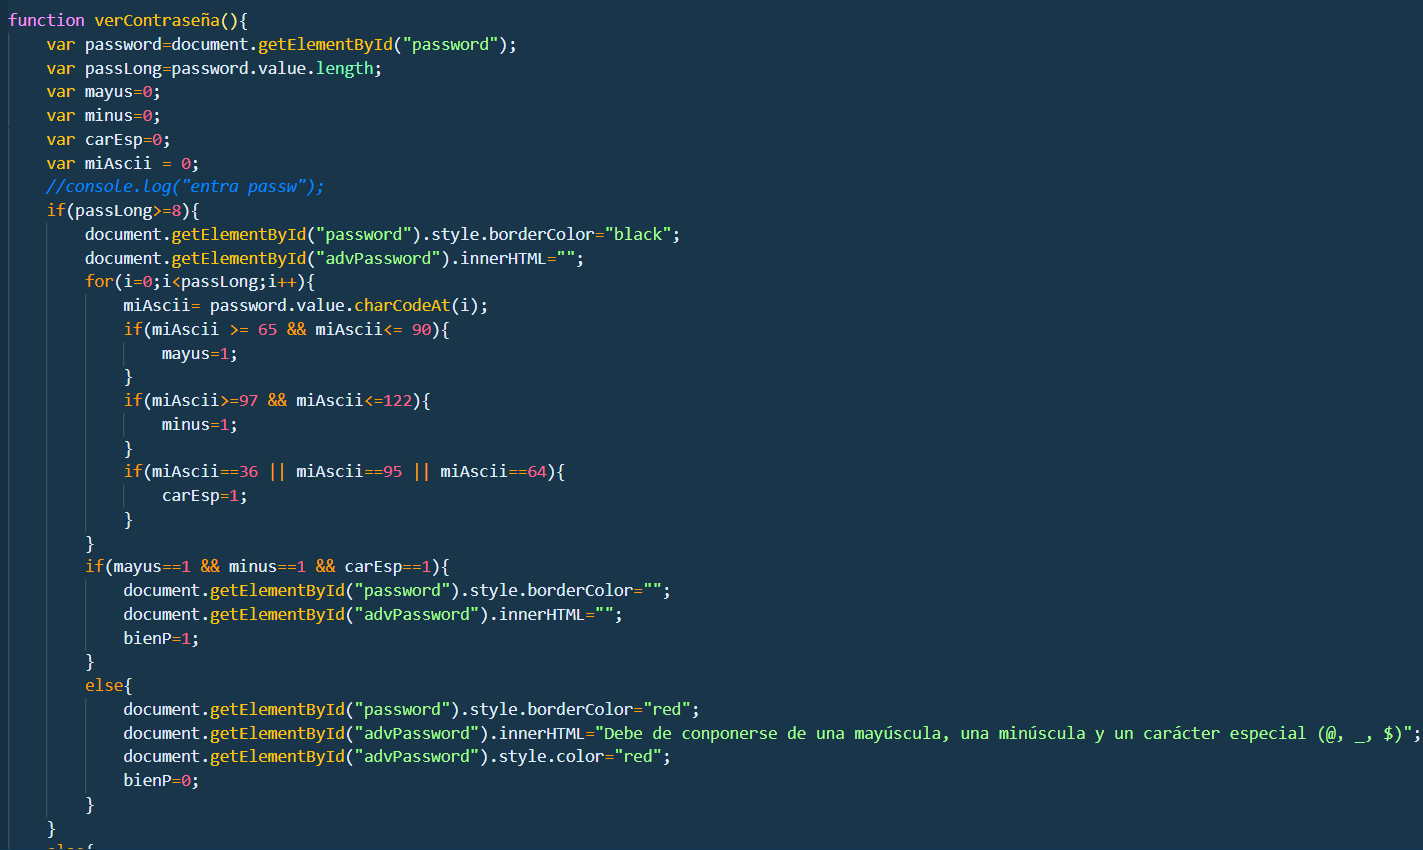 function verContraseña(){
var password=document.getElementById("password");
var passLong=password.value.length;
var mayus=0;
var minus=0;
var carEsp=0;
var miAscii = 0;
//console.log("entra passw");
if(passLong>=8){
document.getElementById("password").style.borderColor="black";
document.getElementById("advPassword").innerHTML="";
for(i=0;i<passLong;i++){
miAscii= password.value.charCodeAt(i);
if(miAscii >= 65 && miAscii<= 90){
mayus=1;
}
if(miAscii>=97 && miAscii<=122){
minus=1;
}
if(miAscii==36 || miAscii==95 || miAscii==64){
carEsp=1;
}
}
if(mayus==1 && minus==1 && carEsp==1){
document.getElementById("password").style.borderColor="";
document.getElementById("advPassword").innerHTML="";
bienP=1;
}
else{
document.getElementById("password").style.borderColor="red";
document.getElementById("advPassword").innerHTML="Debe de conponerse de una mayúscula, una minúscula y un carácter especial (@, _, $)";
document.getElementById("advPassword").style.color="red";
bienP=0;
}
}